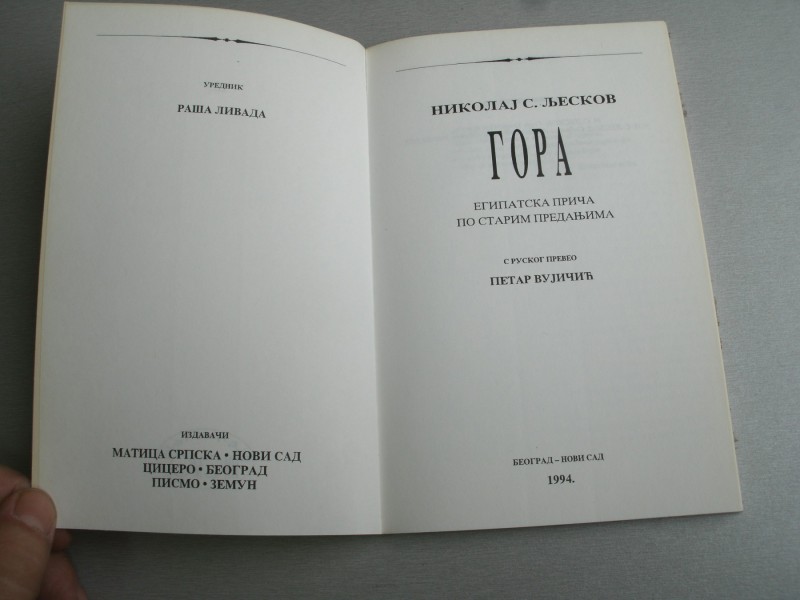 УРЕДНИК
РАША ЛИВАДА
ИЗДАВАЧИ
МАТИЦА СРПСКА • НОВИ САД
ЦИЦЕРО • БЕОГРАД
ПИСМО • ЗЕМУН
НИКОЛАЈ С. ЉЕСКОВ
ГОРА
ЕГИПАТСКА ПРИЧА
ПО СТАРИМ ПРЕДАЊИМА
С РУСКОГ ПРЕВЕО
ПЕТАР ВУЈИЧИЋ
БЕОГРАД – НОВИ САД
1994.